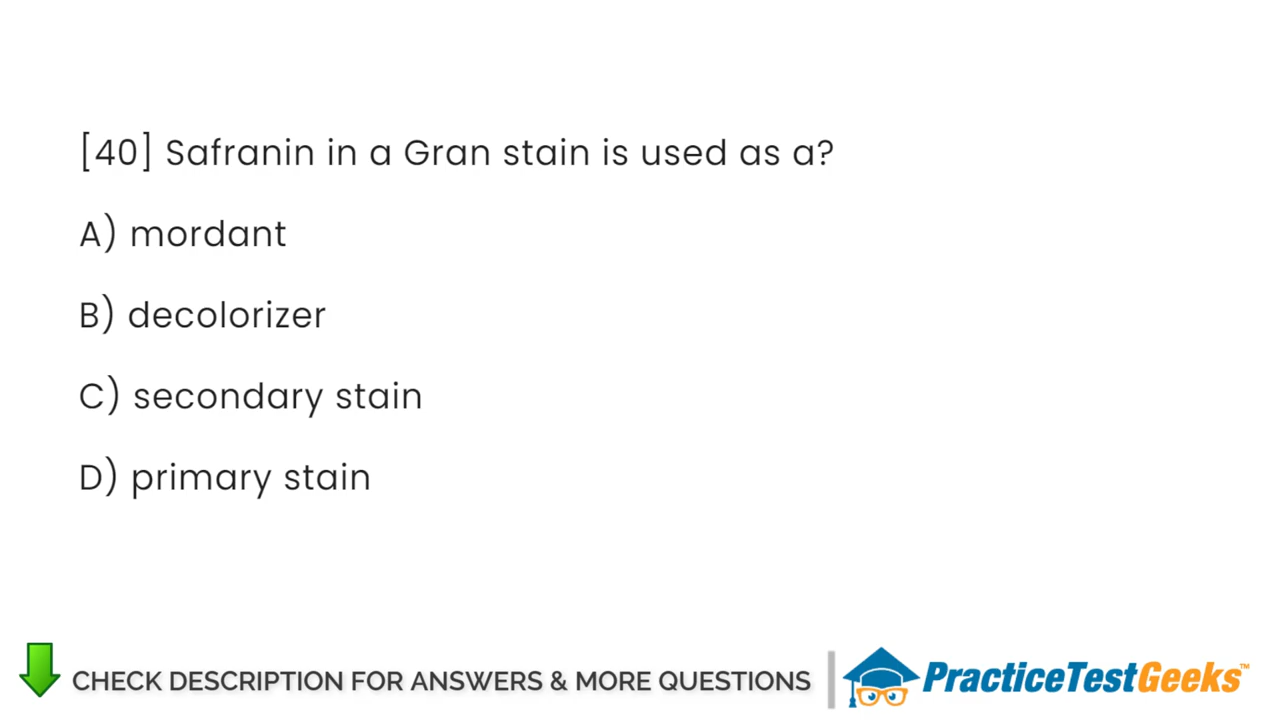 [40] Safranin in a Gran stain is used as a?
A) mordant
B) decolorizer
C) secondary stain
D) primary stain
CHECK DESCRIPTION FOR ANSWERS & MORE QUESTIONS
PracticeTestGeeks™